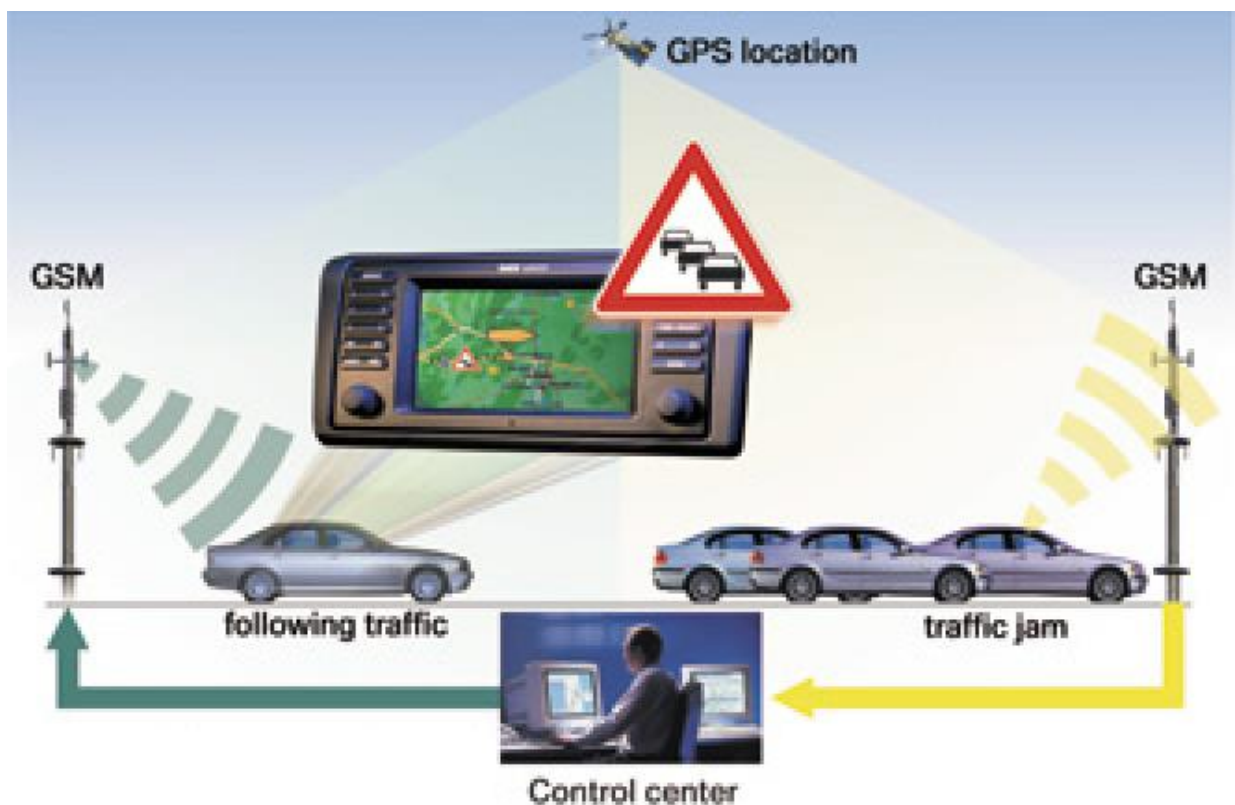 GPS location
GSM
GSM
following traffic
traffic jam
Control center